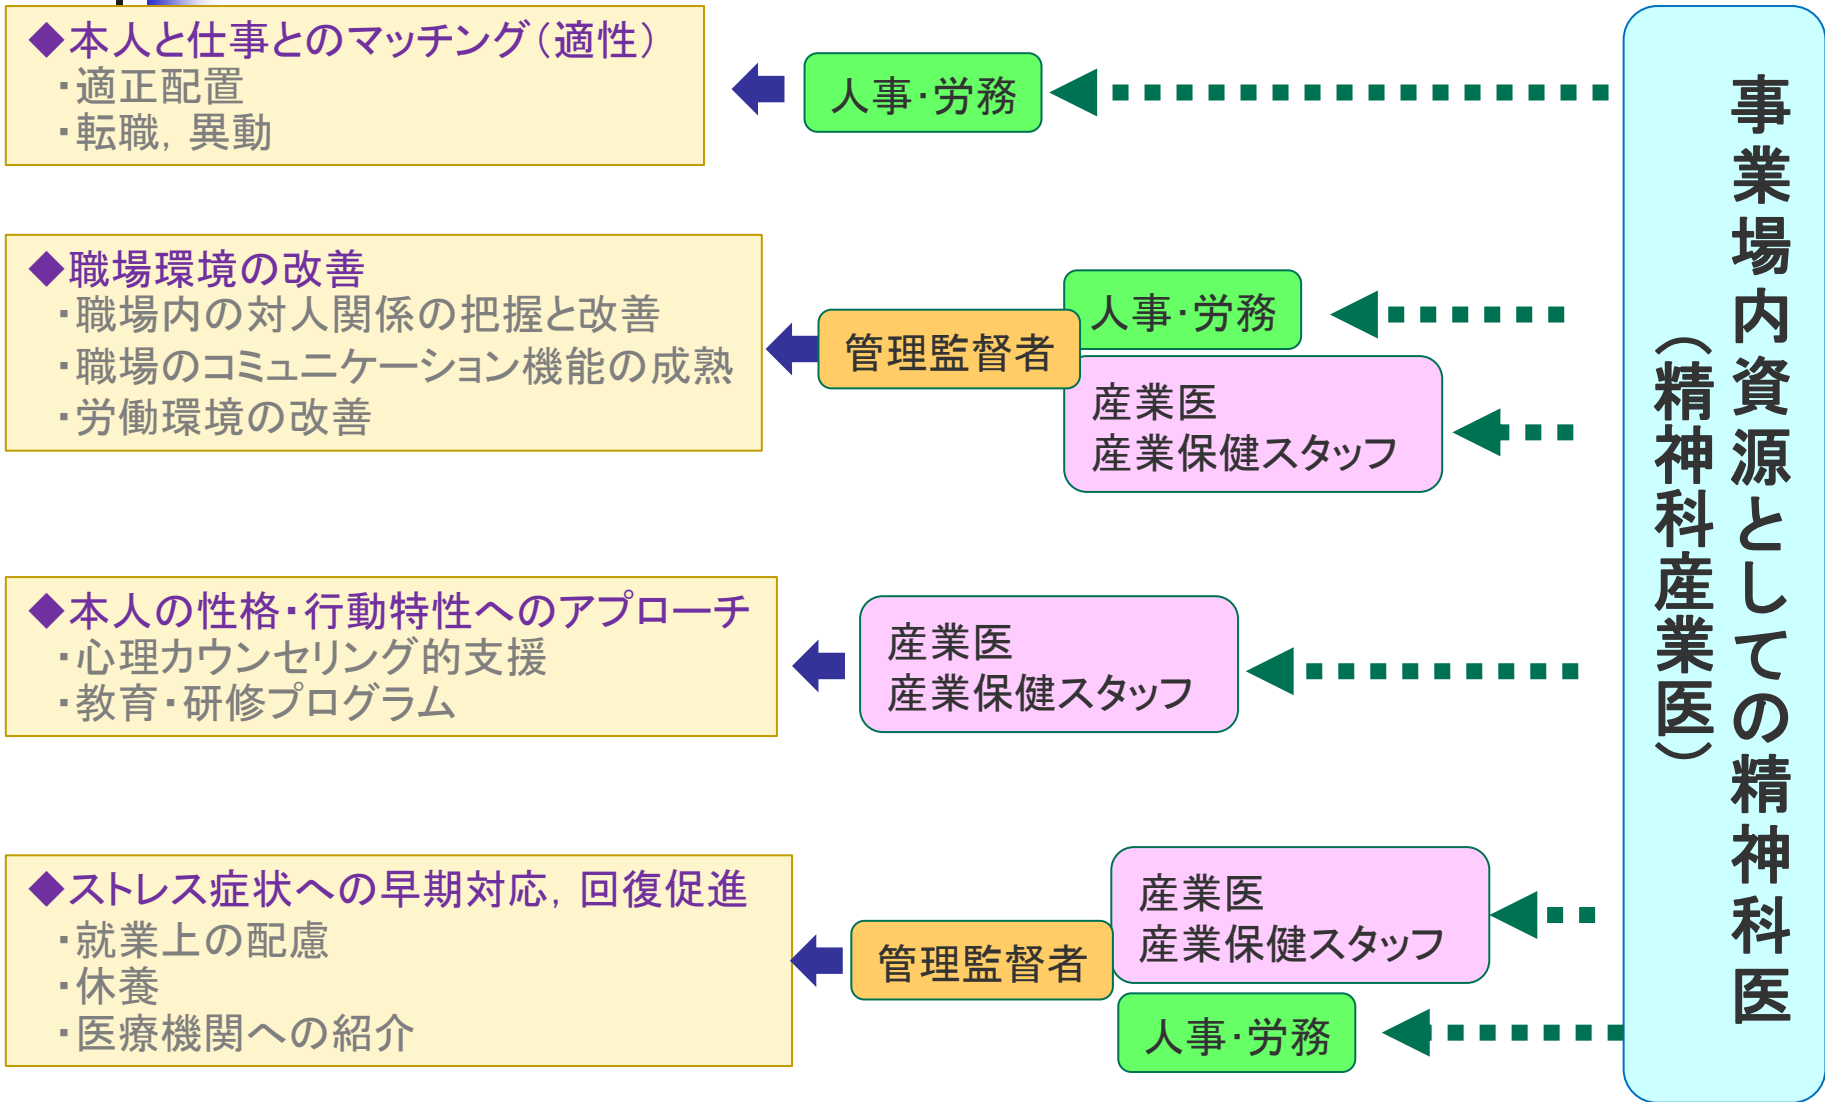 ◆本人と仕事とのマッチング（適性）
・適正配置
・転職, 異動
人事・労務
◆職場環境の改善
・職場内の対人関係の把握と改善
・職場のコミュニケーション機能の成熟
・労働環境の改善
管理監督者
人事・労務
産業医
産業保健スタッフ
◆本人の性格・行動特性へのアプローチ
・心理カウンセリング的支援
・教育・研修プログラム
産業医
産業保健スタッフ
◆ストレス症状への早期対応, 回復促進
・就業上の配慮
・休養
・医療機関への紹介
管理監督者
産業医
産業保健スタッフ
人事・労務
事業場内資源としての精神科医
（精神科産業医）